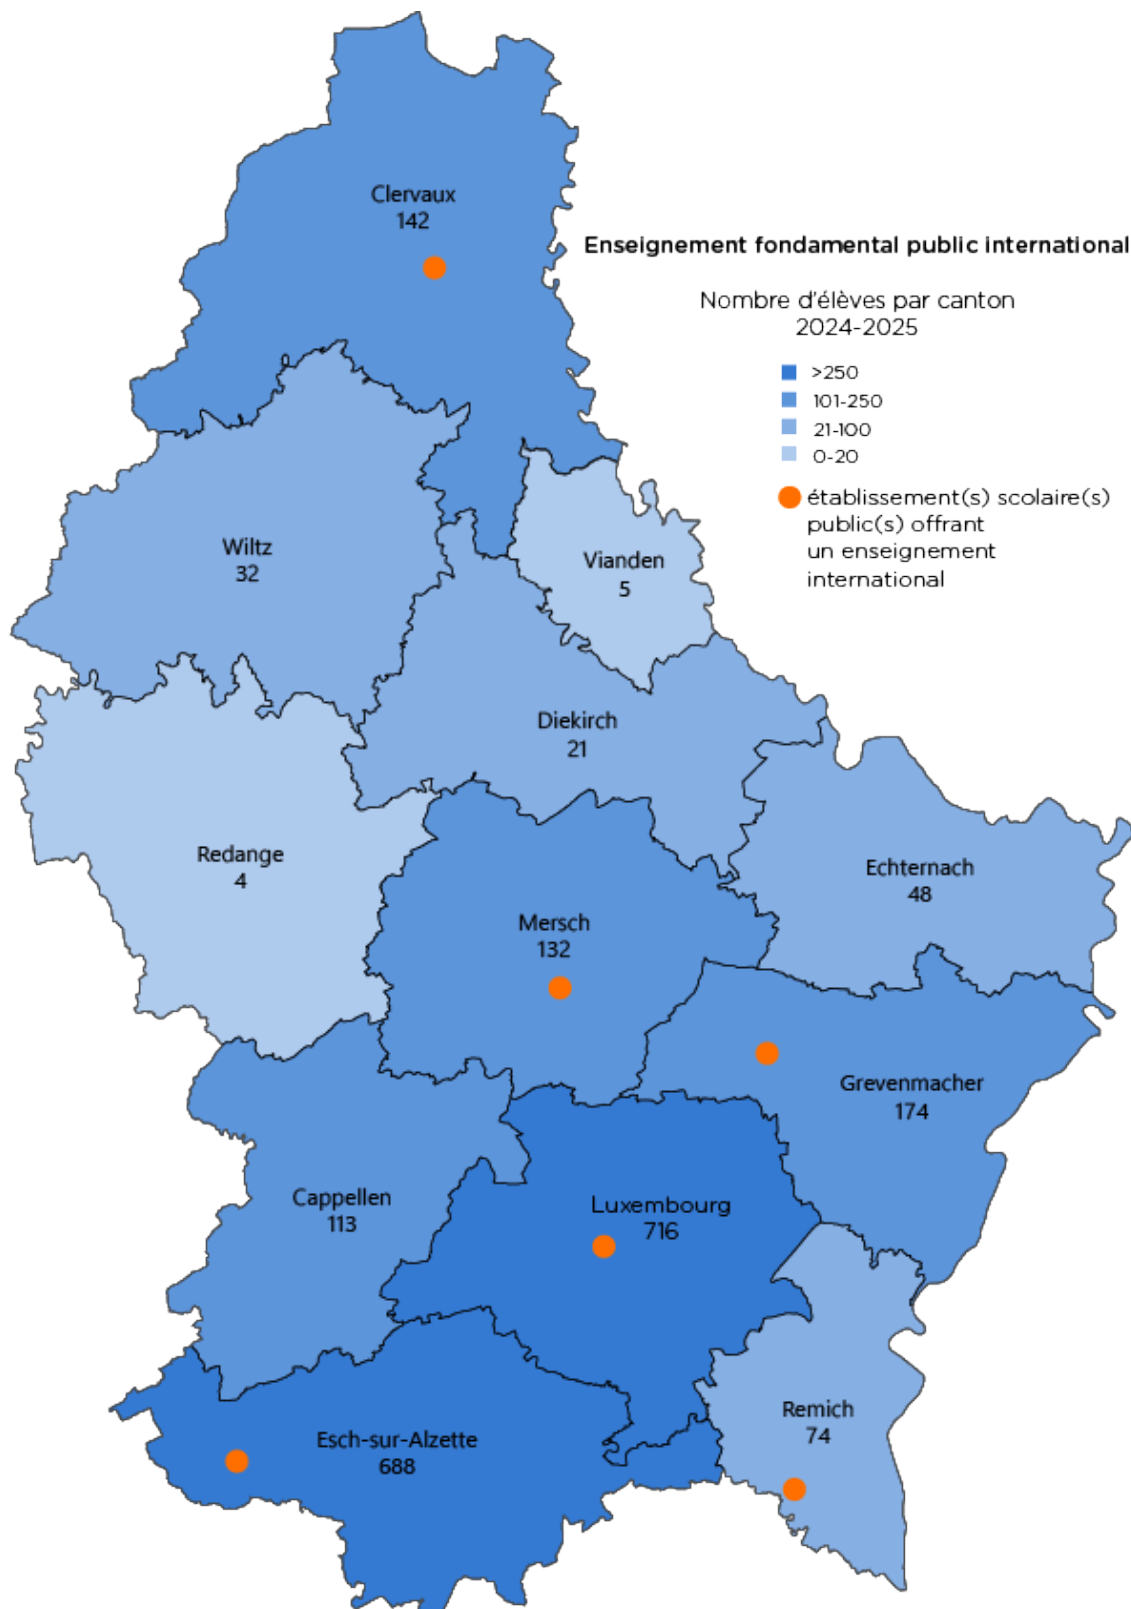 Clervaux
142
Enseignement fondamental public international
Nombre d'élèves par canton
2024-2025
>250
101-250
21-100
0-20
établissement(s) scolaire(s)
public(s) offrant
un enseignement
international
Wiltz
32
Vianden
5
Diekirch
21
Redange
4
Echternach
48
Mersch
132
Grevenmacher
174
Cappellen
113
Luxembourg
716
Remich
74
Esch-sur-Alzette
688